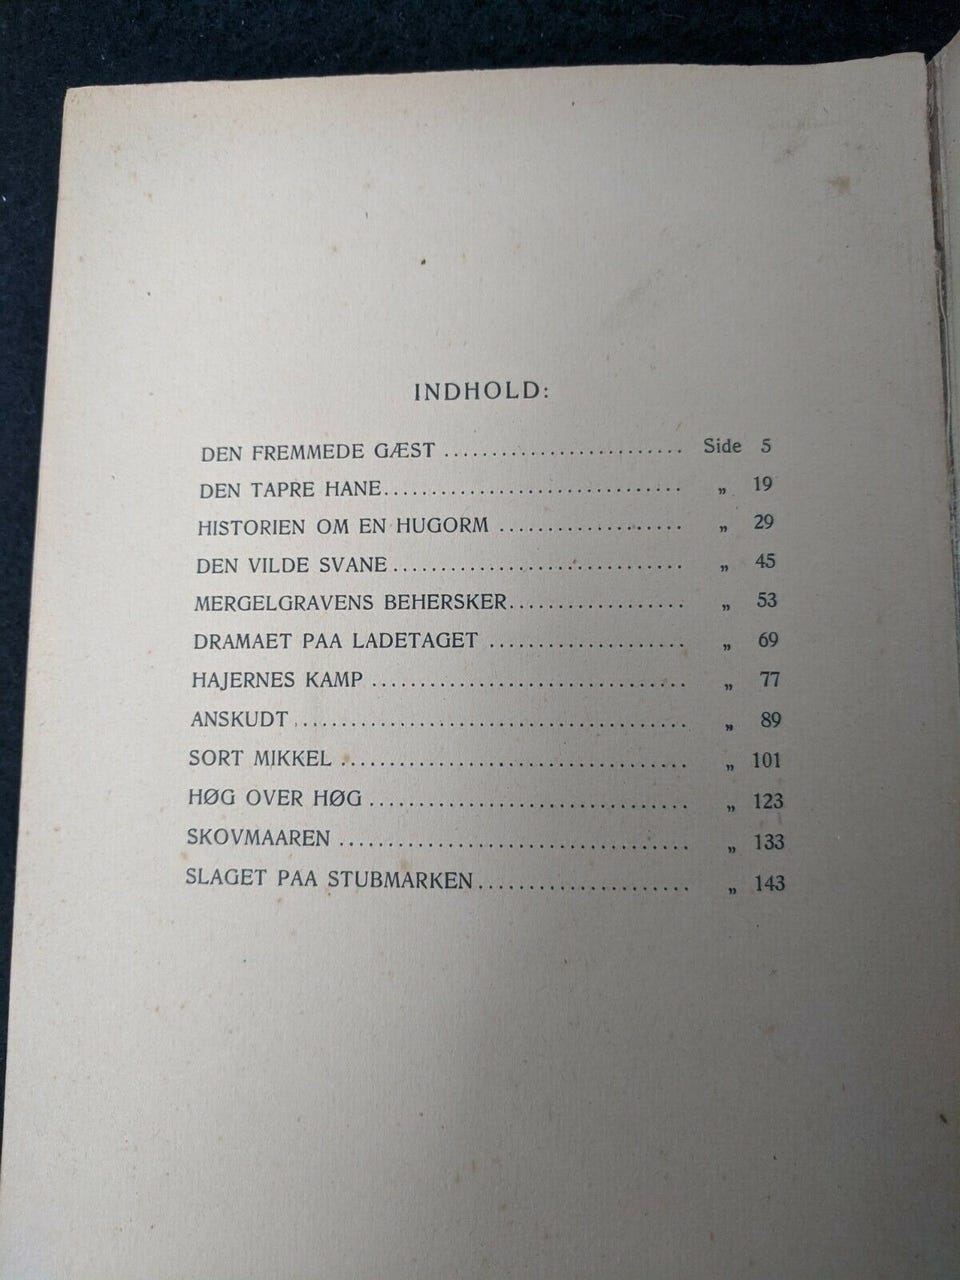 INDHOLD:
DEN FREMMEDE GÆST ......................... Side 5
DEN TAPRE HANE............................... „ 19
HISTORIEN OM EN HUGORM ................... „ 29
DEN VILDE SVANE.............................. „ 45
MERGELGRAVENS BEHERSKER.................. „ 53
DRAMAET PAA LADETAGET .................... „ 69
HAJERNES KAMP ................................ „ 77
ANSKUDT ........................................ „ 89
SORT MIKKEL .................................... „ 101
HØG OVER HØG ................................. „ 123
SKOVMAAREN .................................... „ 133
SLAGET PAA STUBMARKEN...................... „ 143